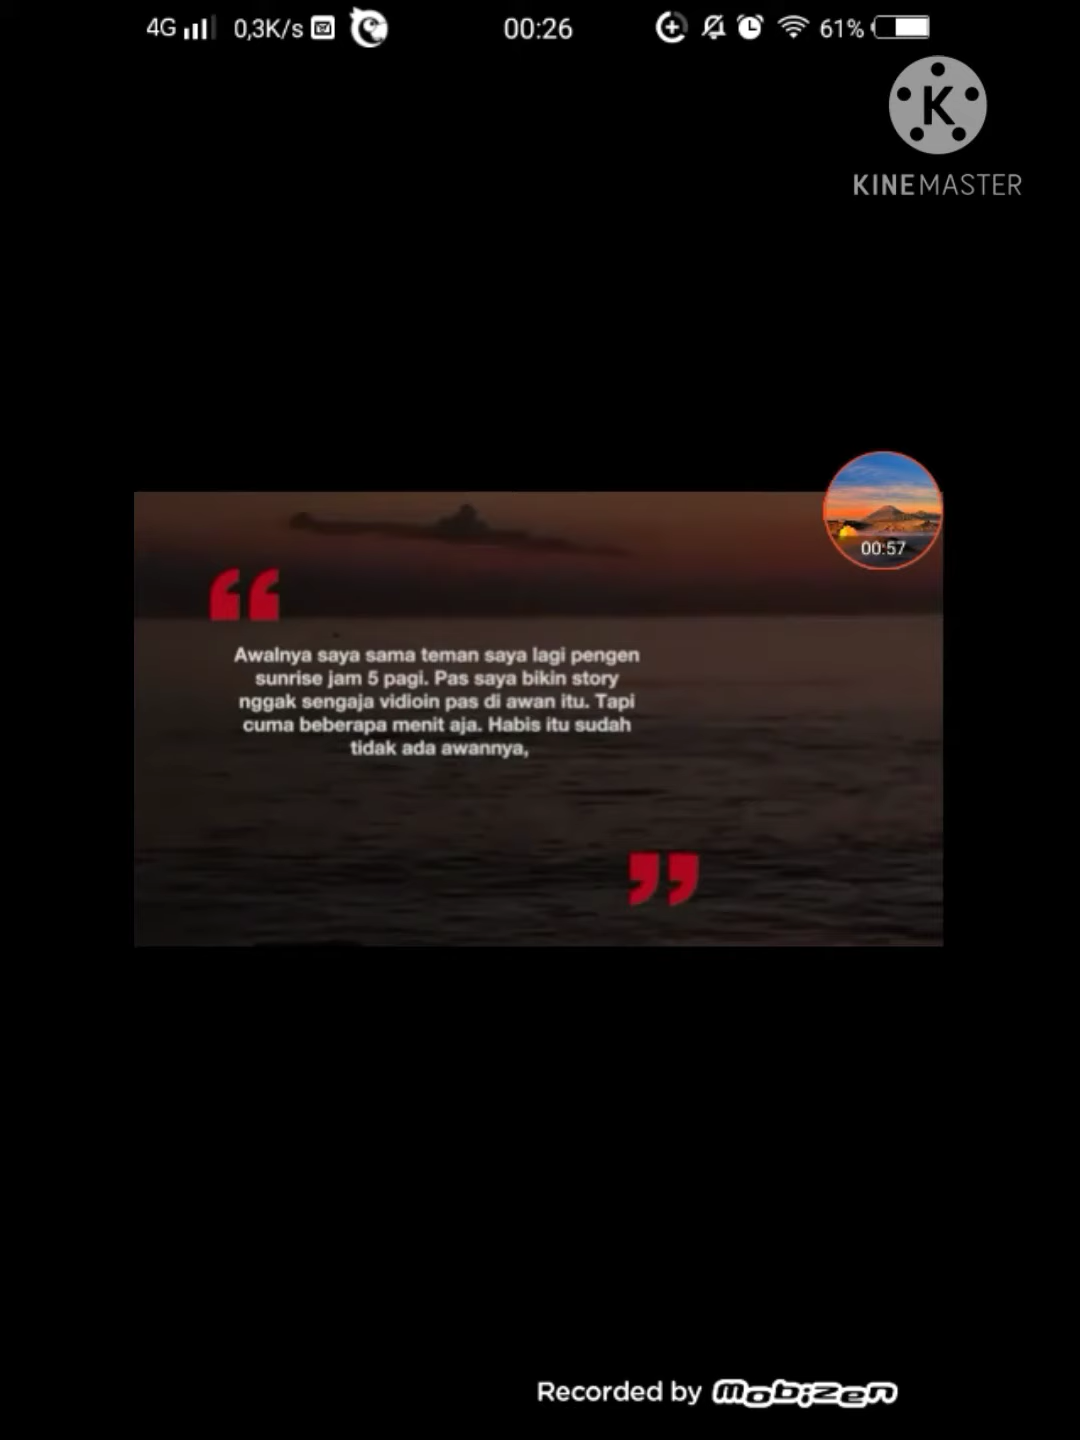 4G 0,3K/s 00:26 61%
K
KINEMASTER
00:57
Awalnya saya sama teman saya lagi pengen
sunrise jam 5 pagi. Pas saya bikin story
nggak sengaja vidioin pas di awan itu. Tapi
cuma beberapa menit aja. Habis itu sudah
tidak ada awannya,
Recorded by mobizen